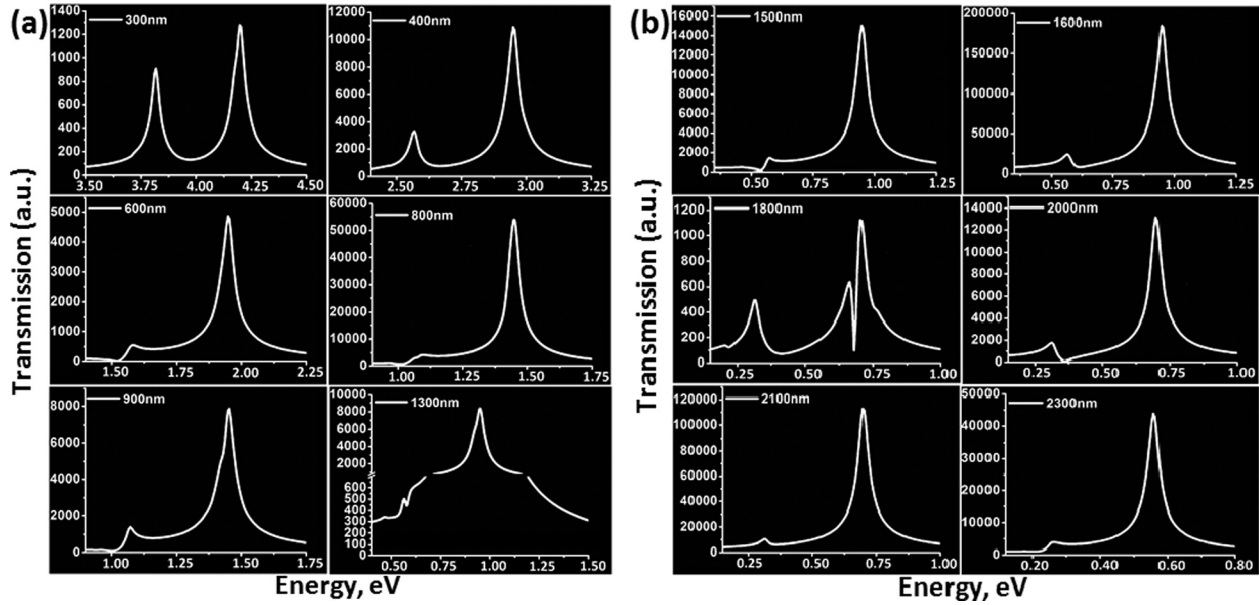 (a)
Transmission (a.u.)
300nm
1400
1200
1000
800
600
400
200
0
3.50 3.75 4.00 4.25 4.50
400nm
12000
10000
8000
6000
4000
2000
0
2.50 2.75 3.00 3.25
600nm
5000
4000
3000
2000
1000
0
1.50 1.75 2.00 2.25
800nm
60000
50000
40000
30000
20000
10000
0
1.00 1.25 1.50 1.75
900nm
8000
6000
4000
2000
0
1.00 1.25 1.50 1.75
1300nm
10000
8000
6000
4000
2000
600
500
400
300
200
100
0
0.50 0.75 1.00 1.25 1.50
Energy, eV
(b)
Transmission (a.u.)
1500nm
16000
14000
12000
10000
8000
6000
4000
2000
0
0.50 0.75 1.00 1.25
1600nm
200000
150000
100000
50000
0
0.50 0.75 1.00 1.25
1800nm
1200
1000
800
600
400
200
0
0.25 0.50 0.75 1.00
2000nm
14000
12000
10000
8000
6000
4000
2000
0
0.25 0.50 0.75 1.00
2100nm
120000
100000
80000
60000
40000
20000
0
0.25 0.50 0.75 1.00
2300nm
50000
40000
30000
20000
10000
0
0.20 0.40 0.60 0.80
Energy, eV